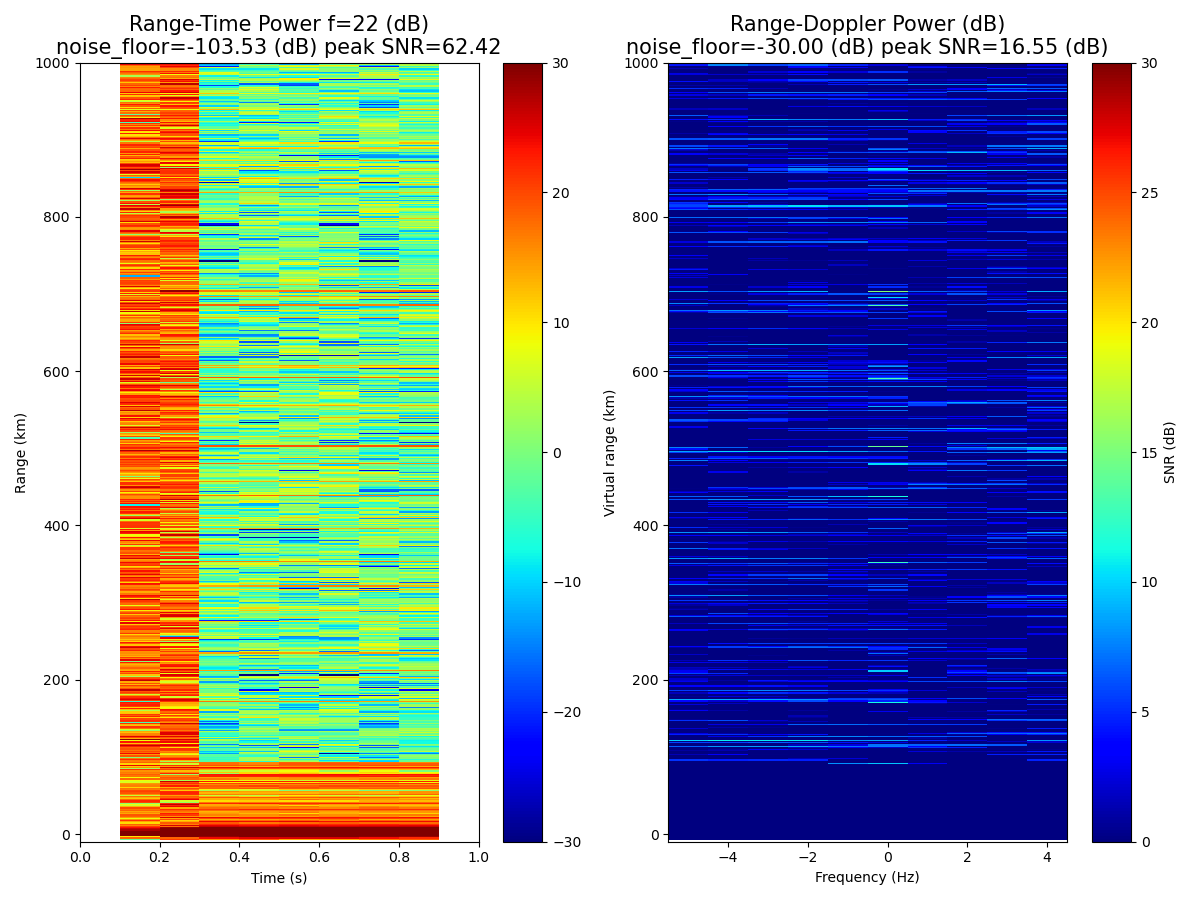 Range-Time Power f=22 (dB)
noise_floor=-103.53 (dB) peak SNR=62.42
Range-Doppler Power (dB)
noise_floor=-30.00 (dB) peak SNR=16.55 (dB)
1000
800
600
400
200
0
Range (km)
0.0 0.2 0.4 0.6 0.8 1.0
Time (s)
30
20
10
0
−10
−20
−30
1000
800
600
400
200
0
Virtual range (km)
−4 −2 0 2 4
Frequency (Hz)
30
25
20
15
10
5
0
SNR (dB)